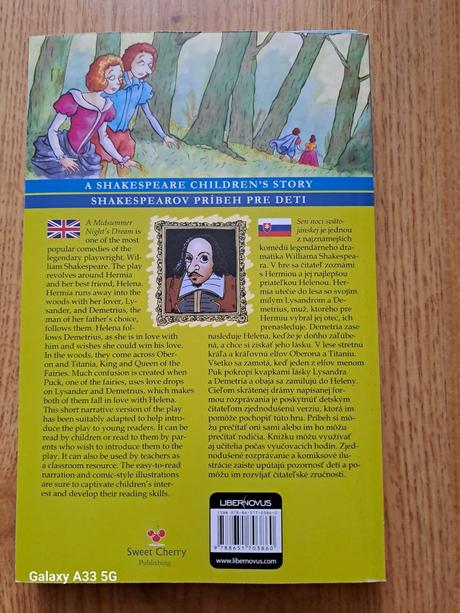 A SHAKESPEARE CHILDREN'S STORY
SHAKESPEAROV PRÍBEH PRE DETI
A Midsummer
Night's Dream is
one of the most
popular comedies of the
legendary playwright, Wil-
liam Shakespeare. The play
revolves around Hermia
and her best friend, Helena.
Hermia runs away into the
woods with her lover, Ly-
sander, and Demetrius, the
man of her father's choice,
follows them. Helena fol-
lows Demetrius, as she is in love with
him and wishes she could win his love.
In the woods, they come across Ober-
on and Titania, King and Queen of the
Fairies. Much confusion is created when
Puck, one of the fairies, uses love drops
on Lysander and Demetrius, which makes
both of them fall in love with Helena.
This short narrative version of the play
has been suitably adapted to help intro-
duce the play to young readers. It can
be read by children or read to them by par-
ents who wish to introduce them to the
play. It can also be used by teachers as
a classroom resource. The easy-to-read
narration and comic-style illustrations
are sure to captivate children's inter-
est and develop their reading skills.
Sen noci sväto-
jánskej je jednou
z najznámejších
komédií legendárneho dra-
matika Williama Shakespea-
ra. V hre sa čitateľ zoznámi
s Hermiou a jej najlepšou
priateľkou Helenou. Her-
mia utečie do lesa so svojím
milým Lysandrom a De-
metrius, muž, ktorého pre
Hermiu vybral jej otec, ich
prenasleduje. Demetria zase
nasleduje Helena, keďže je doňho zaľúbe-
ná, a chce si získať jeho lásku. V lese stretnú
kráľa a kráľovnú elfov Oberona a Titaniu.
Všetko sa zamotá, keď jeden z elfov menom
Puk pokropí kvapkami lásky Lysandra
a Demetria a obaja sa zamilujú do Heleny.
Cieľom skrátenej drámy napísanej for-
mou rozprávania je poskytnúť detským
čitateľom zjednodušenú verziu, ktorá im
pomôže pochopiť túto hru. Príbeh si mô-
žu prečítať oni sami alebo im ho môžu
prečítať rodičia. Knižku môžu využívať
aj učitelia počas vyučovacích hodín. Zjed-
nodušené rozprávanie a komiksové ilu-
strácie zaiste upútajú pozornosť detí a po-
môžu im rozvíjať čitateľské zručnosti.
Sweet Cherry
Publishing
LIBERNOVUS
ISBN 978-86-517-0386-0
9788651703860
www.libernovus.com
Galaxy A33 5G